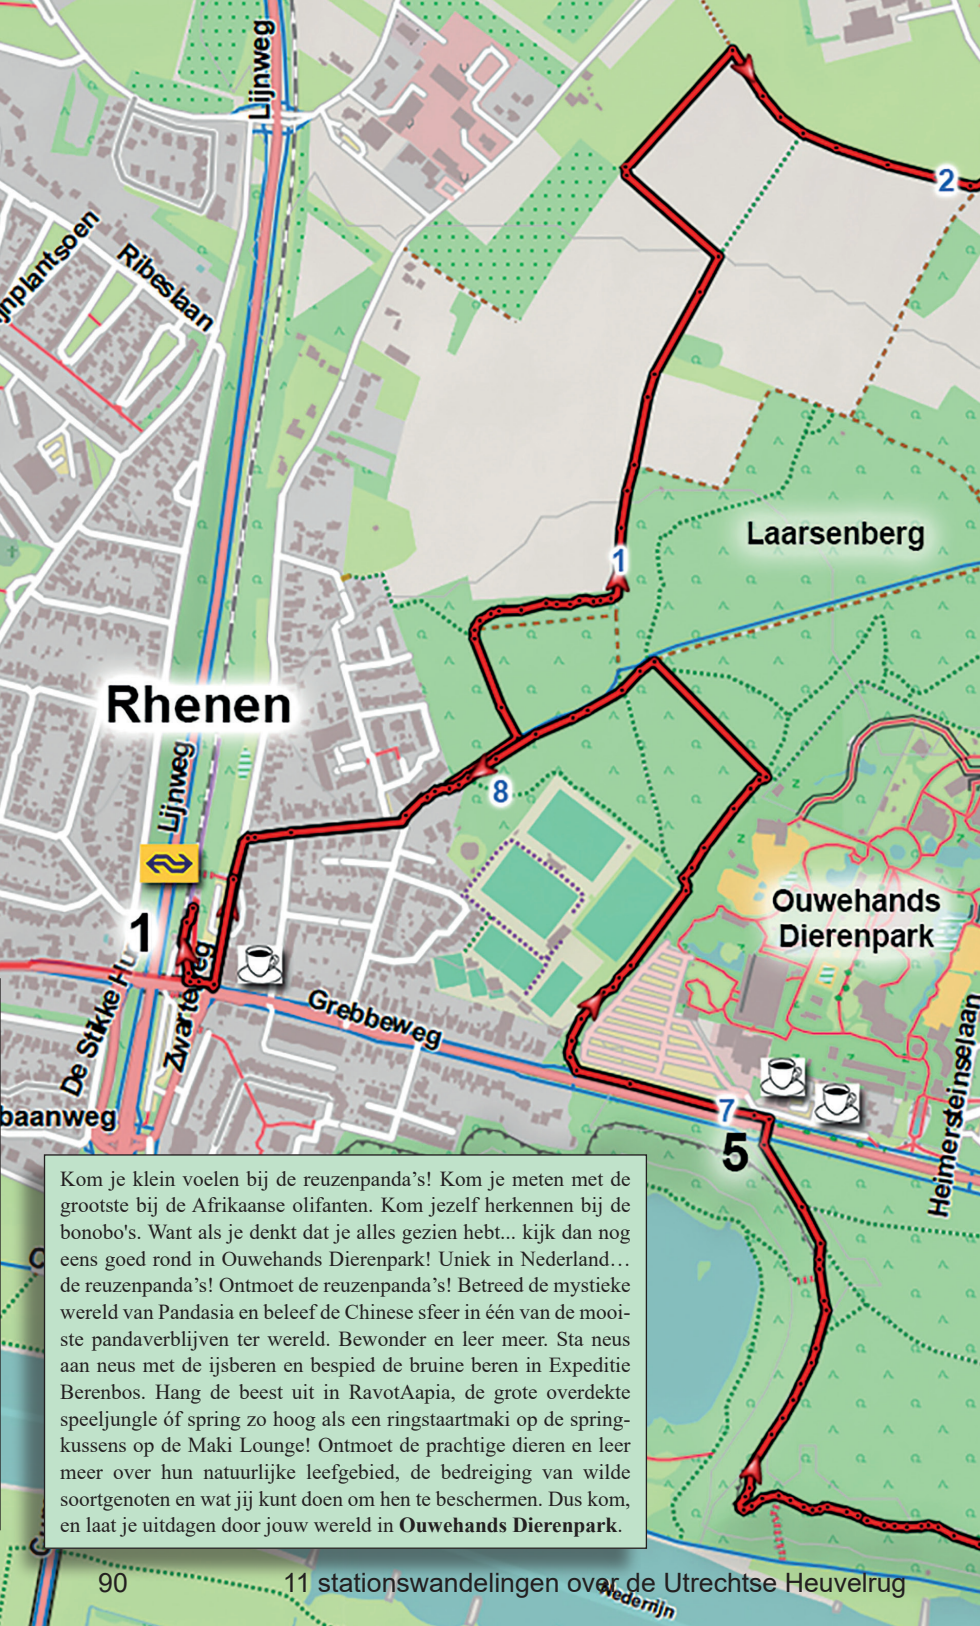 Lijnweg
2
Ribeslaan
jnplantsoen
Laarsenberg
1
Rhenen
Lijnweg
8
Ouwehands
Dierenpark
1
Grebbeweg
De Stikke Hu
Zwarteweg
baanweg
Heimersteinselaan
7
5
Kom je klein voelen bij de reuzenpanda's! Kom je meten met de
grootste bij de Afrikaanse olifanten. Kom jezelf herkennen bij de
bonobo's. Want als je denkt dat je alles gezien hebt... kijk dan nog
eens goed rond in Ouwehands Dierenpark! Uniek in Nederland…
de reuzenpanda's! Ontmoet de reuzenpanda's! Betreed de mystieke
wereld van Pandasia en beleef de Chinese sfeer in één van de mooi-
ste pandaverblijven ter wereld. Bewonder en leer meer. Sta neus
aan neus met de ijsberen en bespied de bruine beren in Expeditie
Berenbos. Hang de beest uit in RavotAapia, de grote overdekte
speeljungle óf spring zo hoog als een ringstaartmaki op de spring-
kussens op de Maki Lounge! Ontmoet de prachtige dieren en leer
meer over hun natuurlijke leefgebied, de bedreiging van wilde
soortgenoten en wat jij kunt doen om hen te beschermen. Dus kom,
en laat je uitdagen door jouw wereld in Ouwehands Dierenpark.
90 11 stationswandelingen over de Utrechtse Heuvelrug
Nederrijn